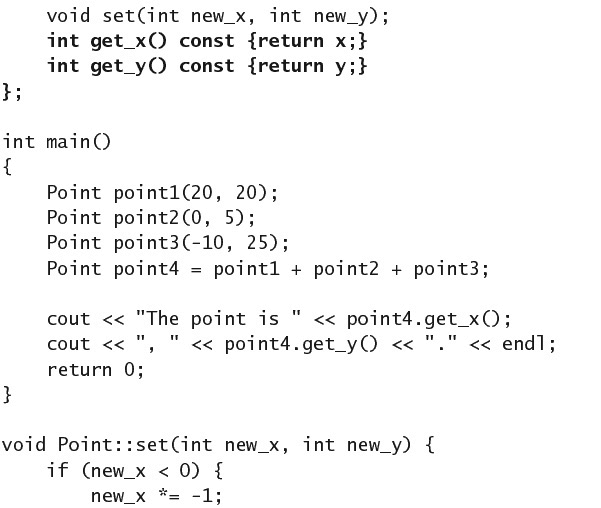 void set(int new_x, int new_y);
int get_x() const {return x;}
int get_y() const {return y;}
};
int main()
{
Point point1(20, 20);
Point point2(0, 5);
Point point3(-10, 25);
Point point4 = point1 + point2 + point3;
cout << "The point is " << point4.get_x();
cout << ", " << point4.get_y() << "." << endl;
return 0;
}
void Point::set(int new_x, int new_y) {
if (new_x < 0) {
new_x *= -1;